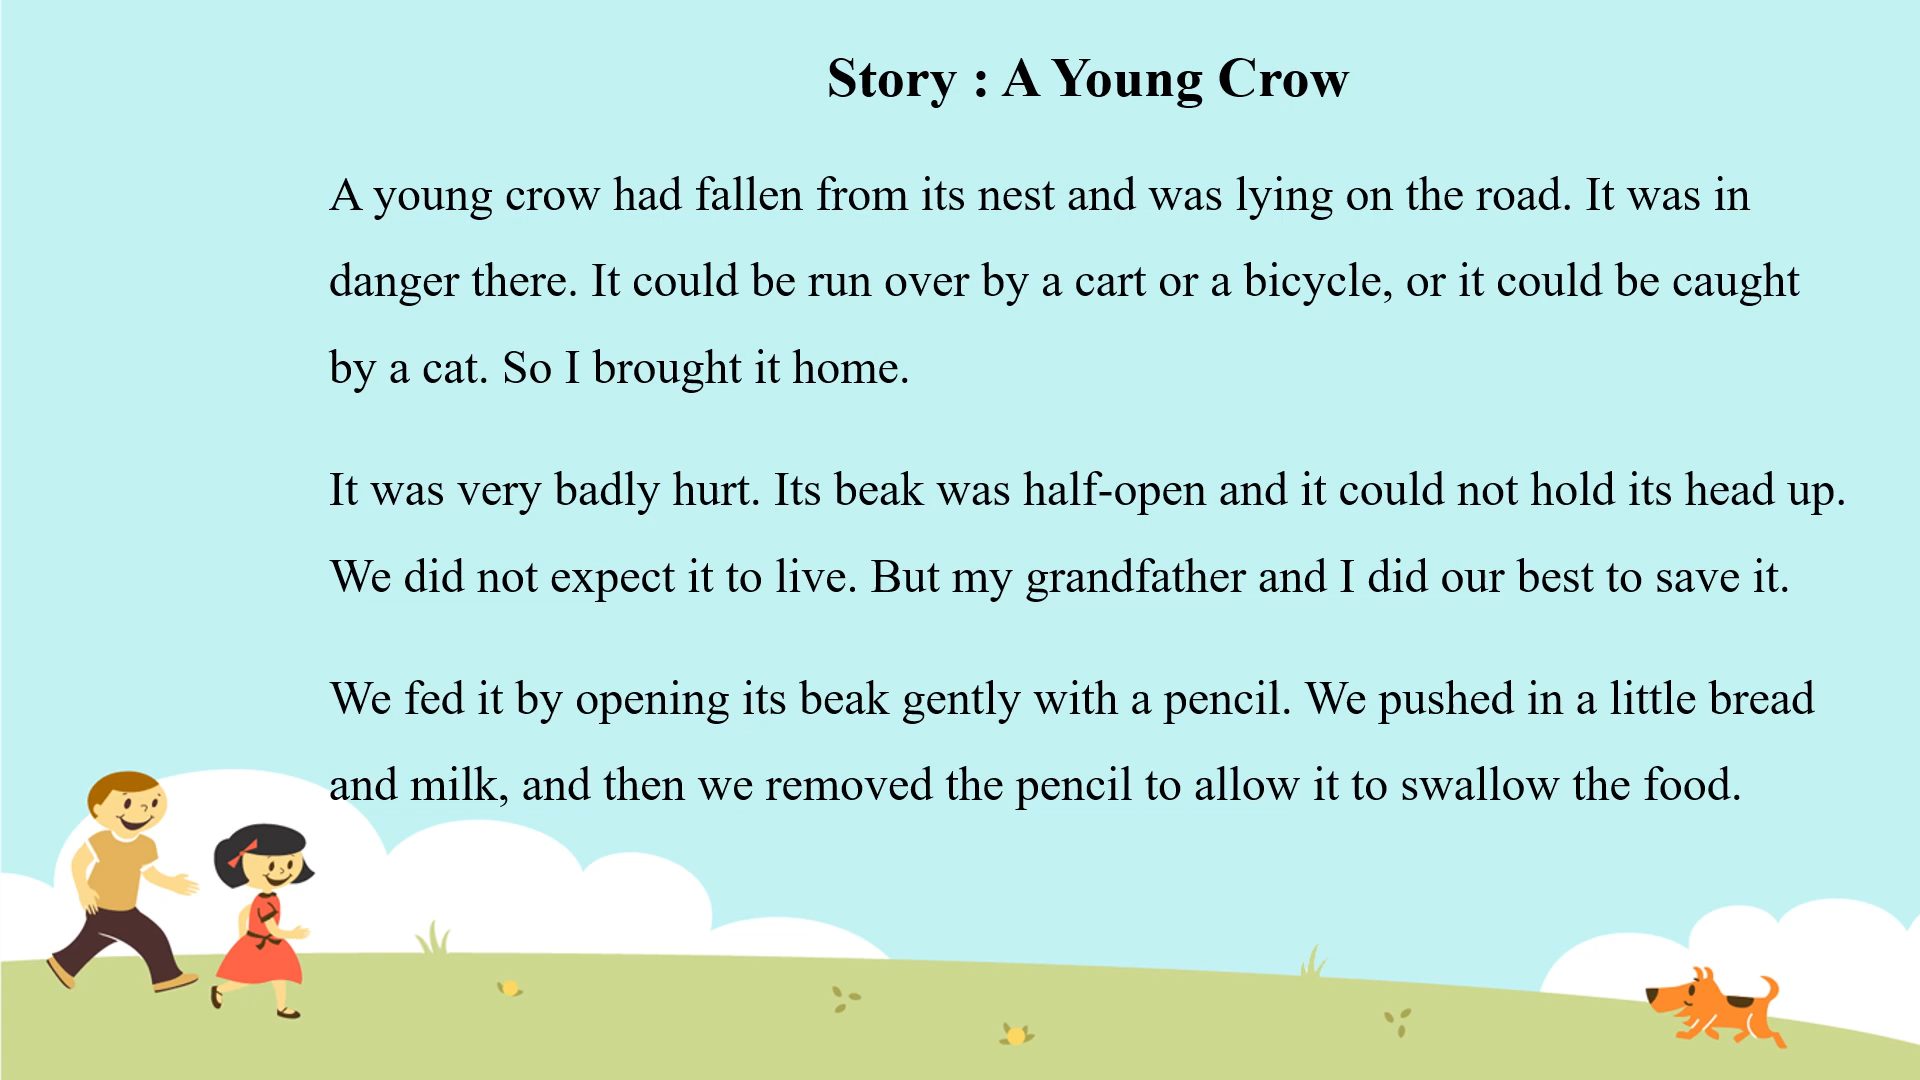 Story : A Young Crow
A young crow had fallen from its nest and was lying on the road. It was in
danger there. It could be run over by a cart or a bicycle, or it could be caught
by a cat. So I brought it home.
It was very badly hurt. Its beak was half-open and it could not hold its head up.
We did not expect it to live. But my grandfather and I did our best to save it.
We fed it by opening its beak gently with a pencil. We pushed in a little bread
and milk, and then we removed the pencil to allow it to swallow the food.